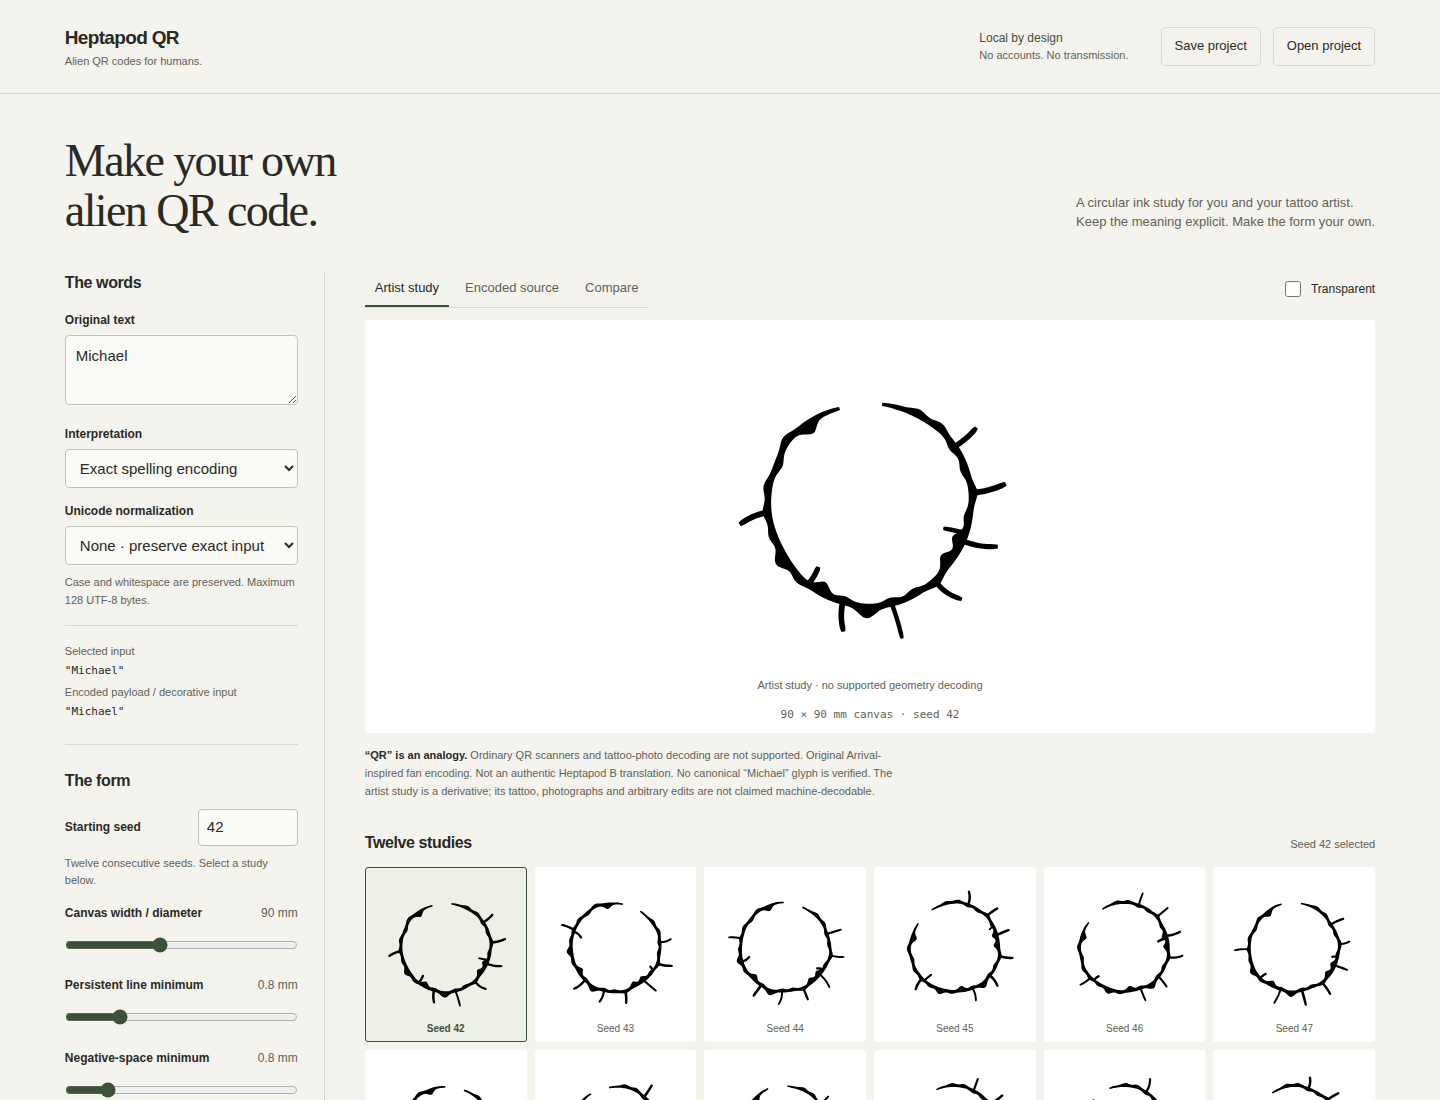 Heptapod QR
Alien QR codes for humans.
Local by design
No accounts. No transmission.
Save project
Open project
Make your own
alien QR code.
A circular ink study for you and your tattoo artist.
Keep the meaning explicit. Make the form your own.
The words
Original text
Michael
Interpretation
Exact spelling encoding
Unicode normalization
None · preserve exact input
Case and whitespace are preserved. Maximum
128 UTF-8 bytes.
Selected input
"Michael"
Encoded payload / decorative input
"Michael"
The form
Starting seed
42
Twelve consecutive seeds. Select a study
below.
Canvas width / diameter
90 mm
Persistent line minimum
0.8 mm
Negative-space minimum
0.8 mm
Artist study
Encoded source
Compare
Transparent
Artist study · no supported geometry decoding
90 × 90 mm canvas · seed 42
“QR” is an analogy. Ordinary QR scanners and tattoo-photo decoding are not supported. Original Arrival-
inspired fan encoding. Not an authentic Heptapod B translation. No canonical “Michael” glyph is verified. The
artist study is a derivative; its tattoo, photographs and arbitrary edits are not claimed machine-decodable.
Twelve studies
Seed 42 selected
Seed 42
Seed 43
Seed 44
Seed 45
Seed 46
Seed 47